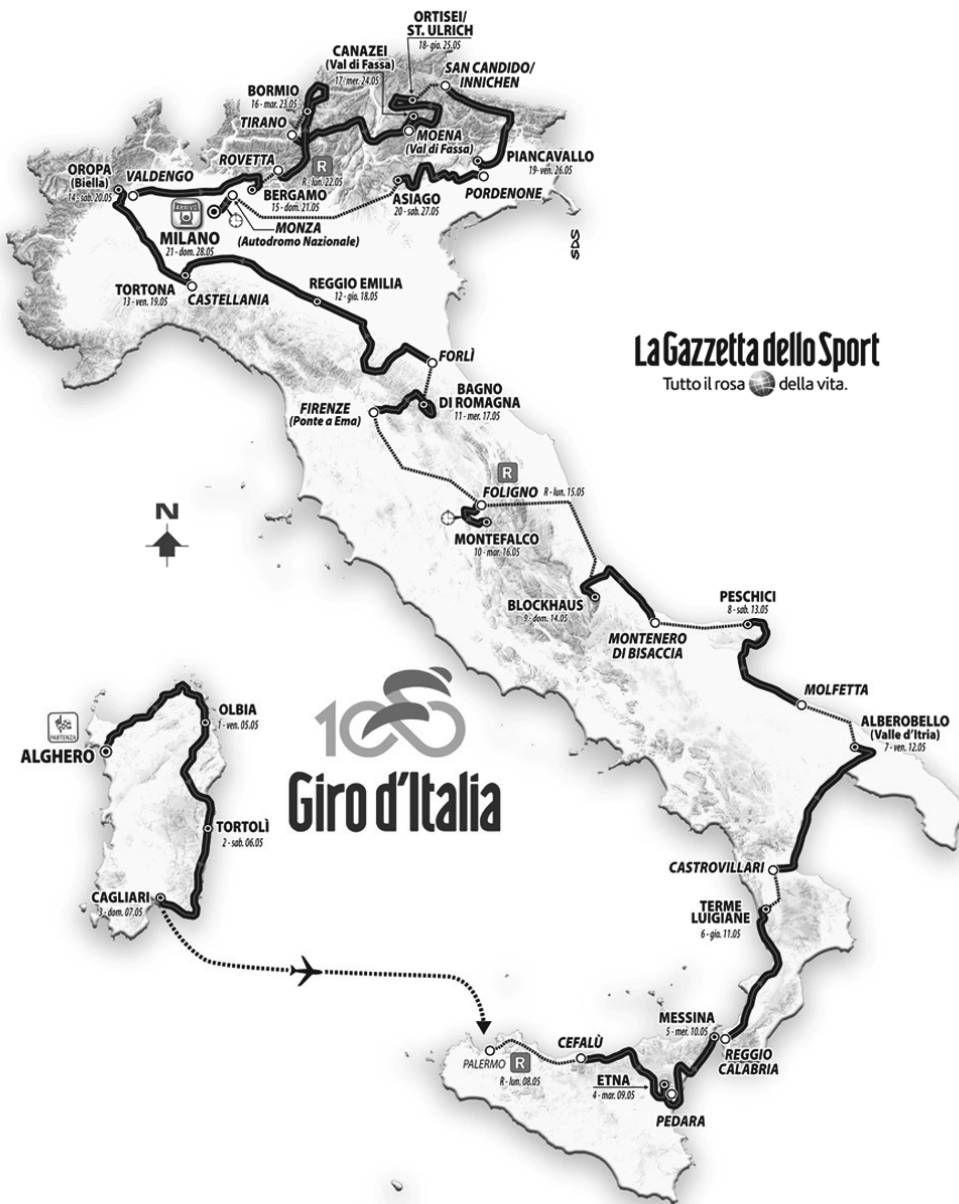 ORTISEI/
ST. ULRICH
18- gio. 25.05
CANAZEI
(Val di Fassa)
17- mer. 24.05
SAN CANDIDO/
INNICHEN
BORMIO
16 - mar. 23.05
TIRANO
MOENA
(Val di Fassa)
ROVETTA
R
R - lun. 22.05
PIANCAVALLO
19- ven. 26.05
OROPA
(Biella)
14 - sab. 20.05
VALDENGO
BERGAMO
15 - dom. 21.05
ASIAGO
20 - sab. 27.05
PORDENONE
ARRIVO
MILANO
21 - dom. 28.05
MONZA
(Autodromo Nazionale)
SDS
TORTONA
13 - ven. 19.05
CASTELLANIA
REGGIO EMILIA
12 - gio. 18.05
La Gazzetta dello Sport
Tutto il rosa della vita.
FORLÌ
BAGNO
DI ROMAGNA
11 - mer. 17.05
FIRENZE
(Ponte a Ema)
R
FOLIGNO
R - lun. 15.05
N
MONTEFALCO
10 - mar. 16.05
BLOCKHAUS
9 - dom. 14.05
PESCHICI
8 - sab. 13.05
MONTENERO
DI BISACCIA
MOLFETTA
OLBIA
1 - ven. 05.05
PARTENZA
ALGHERO
100
Giro d'Italia
ALBEROBELLO
(Valle d'Itria)
7 - ven. 12.05
TORTOLÌ
2 - sab. 06.05
CASTROVILLARI
CAGLIARI
3 - dom. 07.05
TERME
LUIGIANE
6 - gio. 11.05
MESSINA
5 - mer. 10.05
REGGIO
CALABRIA
CEFALÙ
PALERMO
R
R - lun. 08.05
ETNA
4 - mar. 09.05
PEDARA